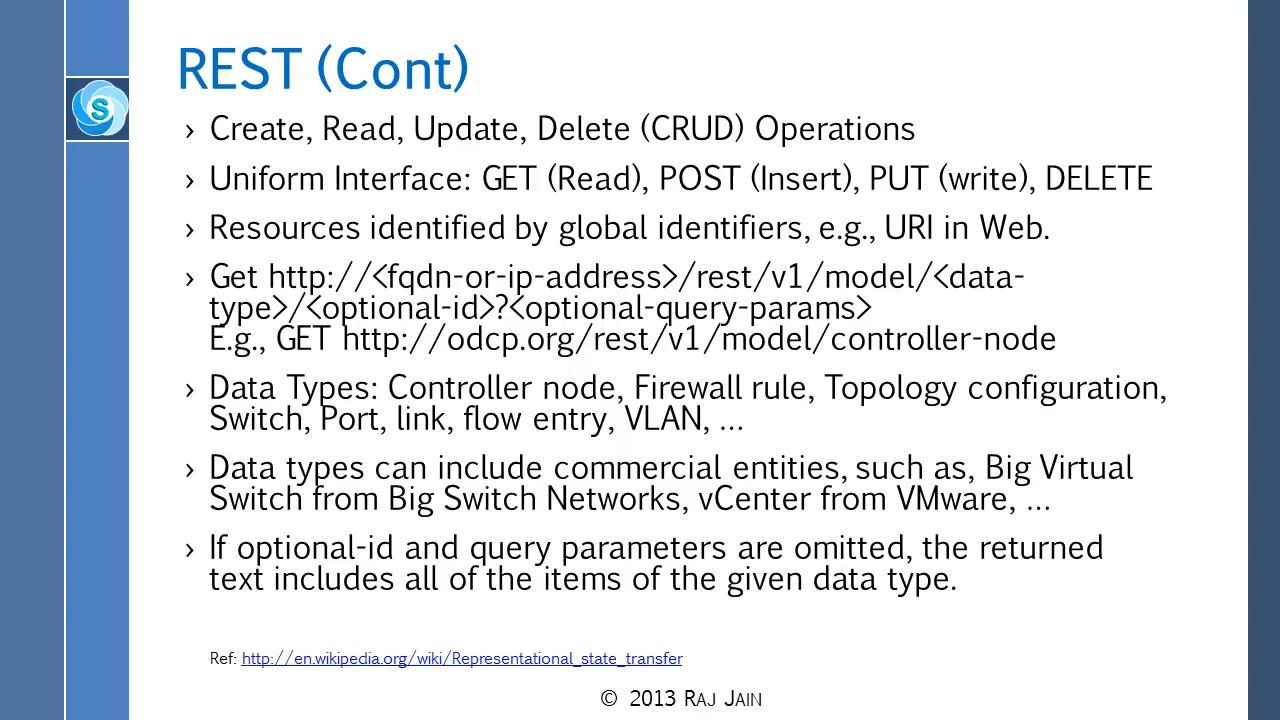 REST (Cont)
S
› Create, Read, Update, Delete (CRUD) Operations
› Uniform Interface: GET (Read), POST (Insert), PUT (write), DELETE
› Resources identified by global identifiers, e.g., URI in Web.
› Get http://<fqdn-or-ip-address>/rest/v1/model/<data-
type>/<optional-id>?<optional-query-params>
E.g., GET http://odcp.org/rest/v1/model/controller-node
› Data Types: Controller node, Firewall rule, Topology configuration,
Switch, Port, link, flow entry, VLAN, ...
› Data types can include commercial entities, such as, Big Virtual
Switch from Big Switch Networks, vCenter from VMware, ...
› If optional-id and query parameters are omitted, the returned
text includes all of the items of the given data type.
Ref: http://en.wikipedia.org/wiki/Representational_state_transfer
© 2013 RAJ JAIN